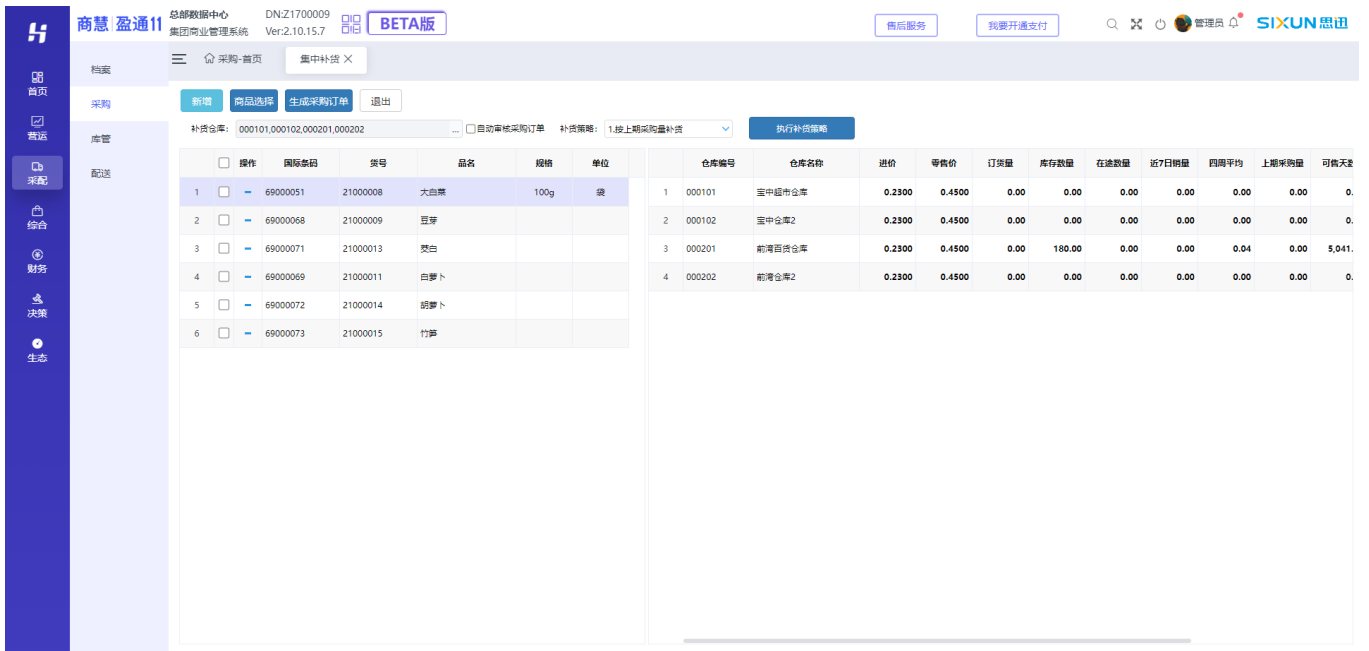 商慧 盈通11 总部数据中心 DN:Z1700009 BETA版 售后服务 我要开通支付 管理员 SIXUN思迅
集团商业管理系统 Ver:2.10.15.7
首页
营运
采配
综合
财务
决策
生态
档案
采购
库管
配送
采购-首页 集中补货
新增 商品选择 生成采购订单 退出
补货仓库: 000101,000102,000201,000202 ... 自动审核采购订单 补货策略: 1.按上期采购量补货 执行补货策略
操作 国际条码 货号 品名 规格 单位
1 69000051 21000008 大白菜 100g 袋
2 69000068 21000009 豆芽
3 69000071 21000013 茭白
4 69000069 21000011 白萝卜
5 69000072 21000014 胡萝卜
6 69000073 21000015 竹笋
仓库编号 仓库名称 进价 零售价 订货量 库存数量 在途数量 近7日销量 四周平均 上期采购量 可售天数
1 000101 宝中超市仓库 0.2300 0.4500 0.00 0.00 0.00 0.00 0.00 0.00 0.
2 000102 宝中仓库2 0.2300 0.4500 0.00 0.00 0.00 0.00 0.00 0.00 0.
3 000201 前湾百货仓库 0.2300 0.4500 0.00 180.00 0.00 0.00 0.04 0.00 5,041.
4 000202 前湾仓库2 0.2300 0.4500 0.00 0.00 0.00 0.00 0.00 0.00 0.